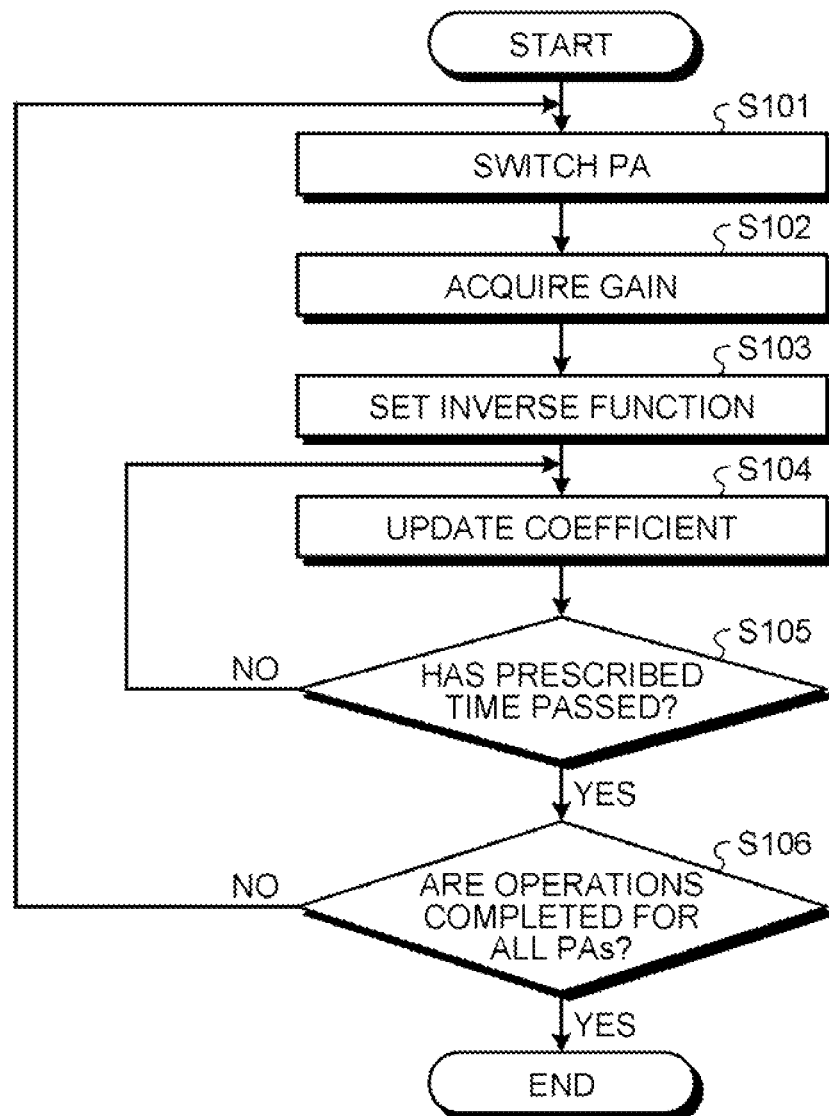 START
S101
SWITCH PA
S102
ACQUIRE GAIN
S103
SET INVERSE FUNCTION
S104
UPDATE COEFFICIENT
S105
NO
HAS PRESCRIBED
TIME PASSED?
YES
S106
NO
ARE OPERATIONS
COMPLETED FOR
ALL PAs?
YES
END